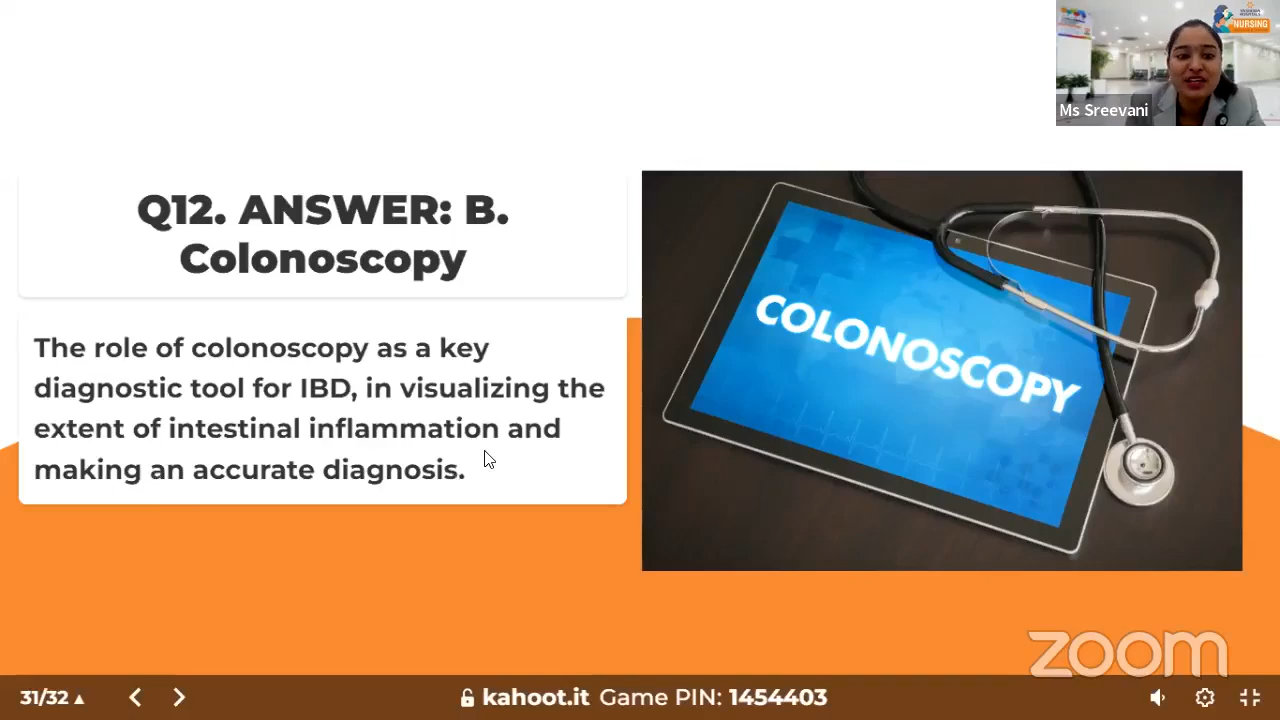 NURSING
Ms Sreevani
Q12. ANSWER: B.
Colonoscopy
The role of colonoscopy as a key
diagnostic tool for IBD, in visualizing the
extent of intestinal inflammation and
making an accurate diagnosis.
COLONOSCOPY
zoom
31/32
kahoot.it Game PIN: 1454403